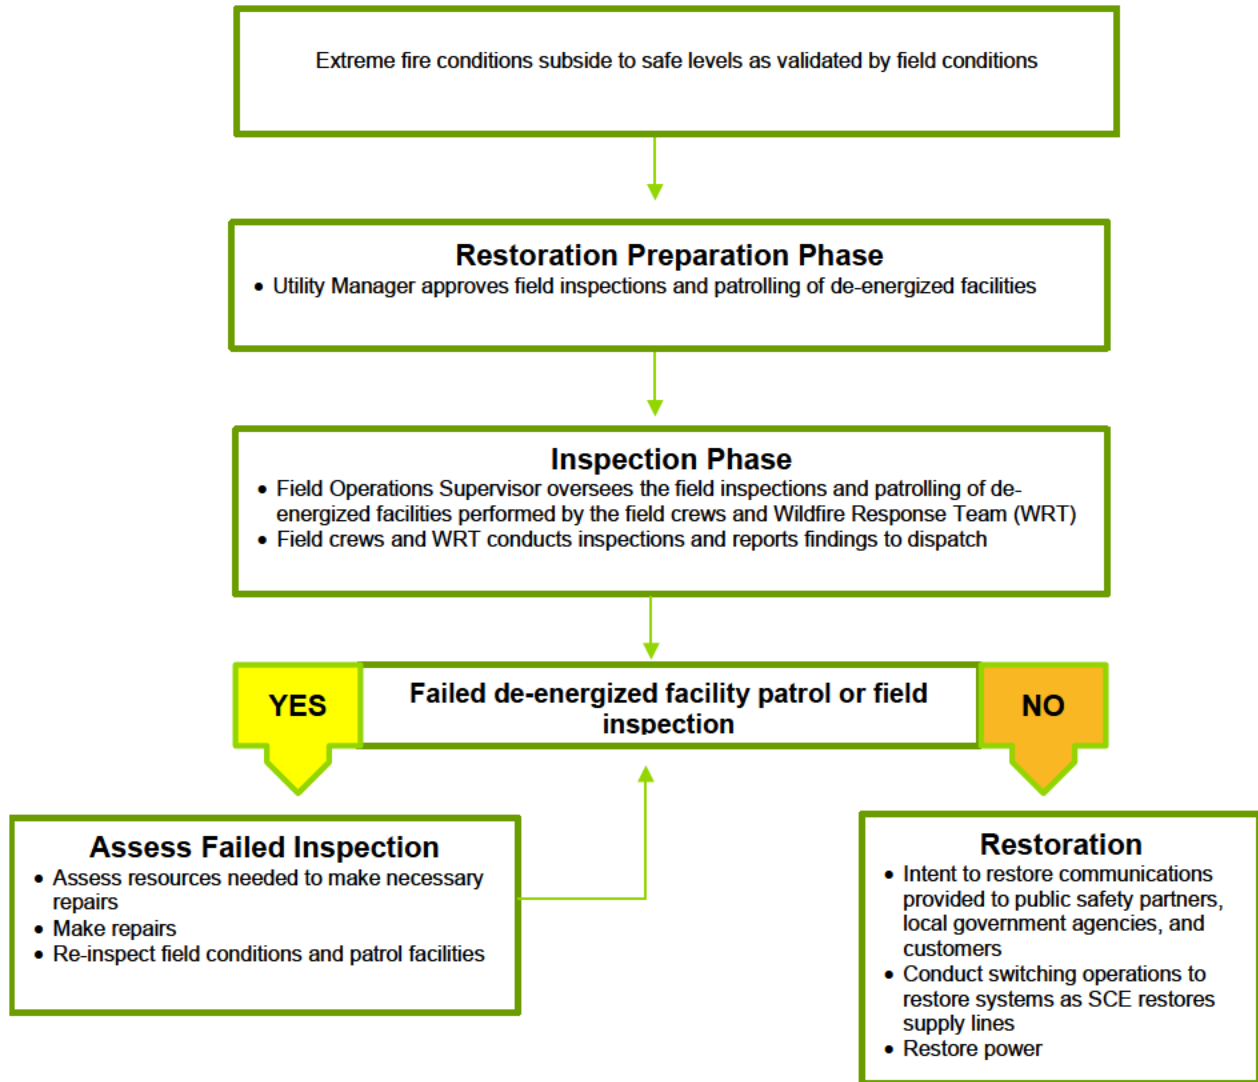 Extreme fire conditions subside to safe levels as validated by field conditions
Restoration Preparation Phase
• Utility Manager approves field inspections and patrolling of de-energized facilities
Inspection Phase
• Field Operations Supervisor oversees the field inspections and patrolling of de-
energized facilities performed by the field crews and Wildfire Response Team (WRT)
• Field crews and WRT conducts inspections and reports findings to dispatch
YES
Failed de-energized facility patrol or field
inspection
NO
Assess Failed Inspection
• Assess resources needed to make necessary
repairs
• Make repairs
• Re-inspect field conditions and patrol facilities
Restoration
• Intent to restore communications
provided to public safety partners,
local government agencies, and
customers
• Conduct switching operations to
restore systems as SCE restores
supply lines
• Restore power